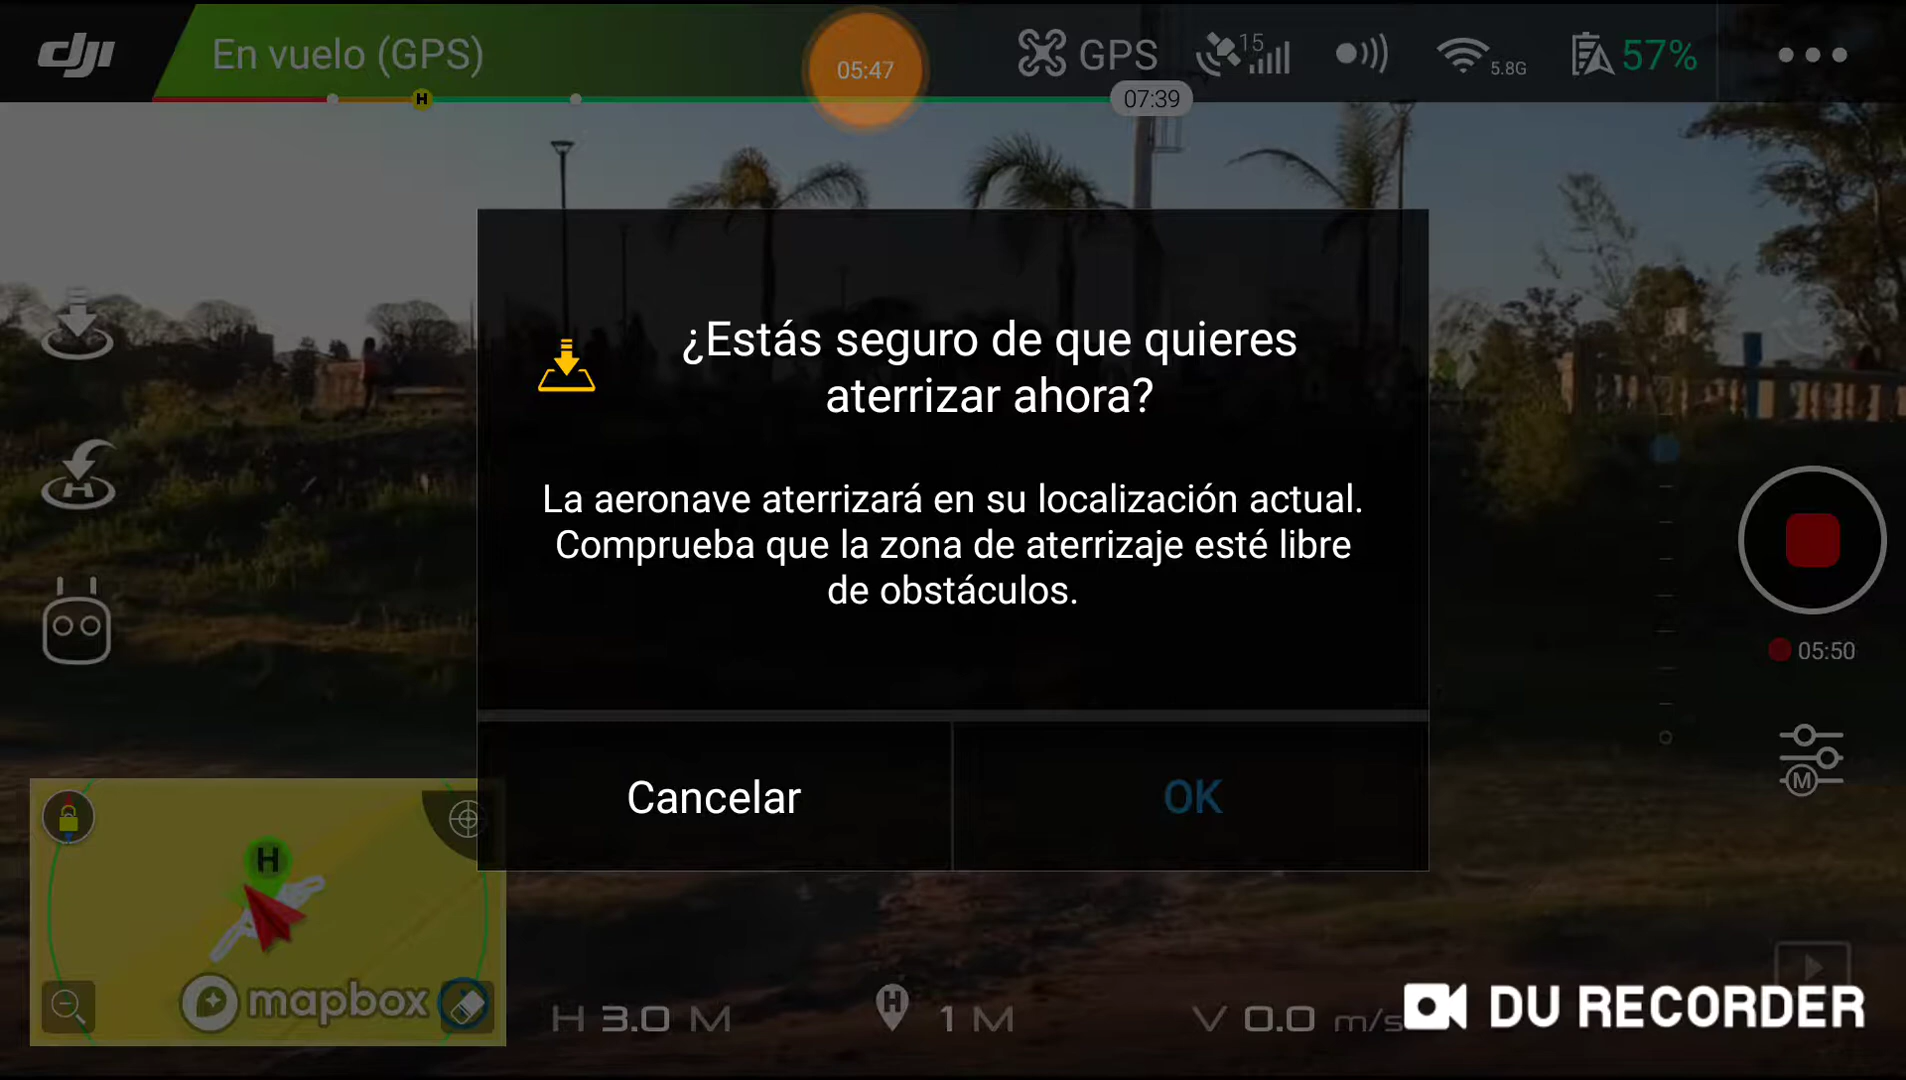 dji
En vuelo (GPS)
05:47
GPS
15
5.8G
57%
H
07:39
¿Estás seguro de que quieres
aterrizar ahora?
La aeronave aterrizará en su localización actual.
Comprueba que la zona de aterrizaje esté libre
de obstáculos.
Cancelar
OK
05:50
M
H
H
mapbox
H 3.0 M
H 1 M
V 0.0 m/s
DU RECORDER